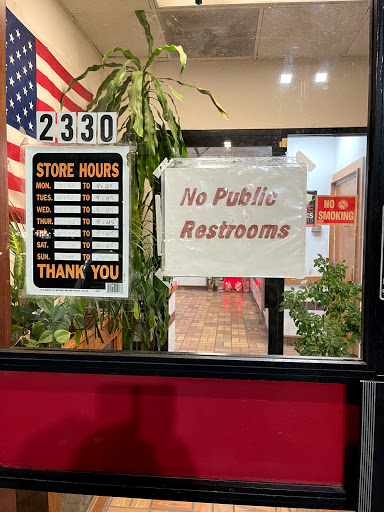 2330
STORE HOURS
MON. TO
TUES. TO
WED. TO
THUR. TO
FRI. TO
SAT. TO
SUN. TO
THANK YOU
No Public
Restrooms
NO
SMOKING